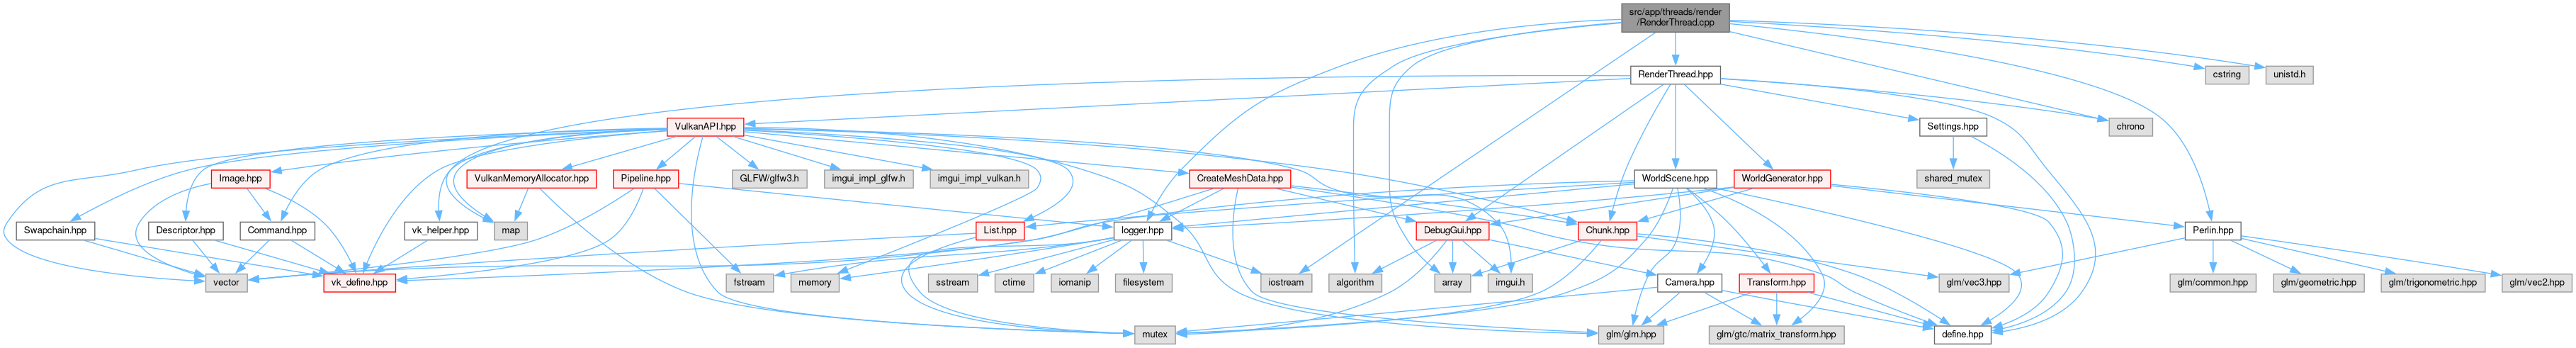 src/app/threads/render
/RenderThread.cpp
RenderThread.hpp
cstring
unistd.h
VulkanAPI.hpp
Settings.hpp
chrono
Image.hpp
VulkanMemoryAllocator.hpp
Pipeline.hpp
GLFW/glfw3.h
imgui_impl_glfw.h
imgui_impl_vulkan.h
CreateMeshData.hpp
WorldScene.hpp
WorldGenerator.hpp
shared_mutex
Swapchain.hpp
Descriptor.hpp
Command.hpp
vk_helper.hpp
map
List.hpp
logger.hpp
DebugGui.hpp
Chunk.hpp
Perlin.hpp
vector
vk_define.hpp
fstream
memory
sstream
ctime
iomanip
filesystem
iostream
algorithm
array
imgui.h
Camera.hpp
Transform.hpp
glm/vec3.hpp
glm/common.hpp
glm/geometric.hpp
glm/trigonometric.hpp
glm/vec2.hpp
mutex
glm/glm.hpp
glm/gtc/matrix_transform.hpp
define.hpp